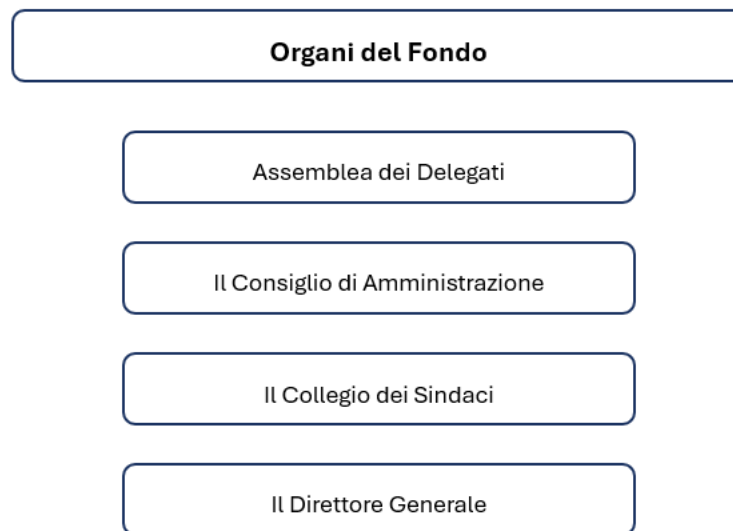 Organi del Fondo
Assemblea dei Delegati
Il Consiglio di Amministrazione
Il Collegio dei Sindaci
Il Direttore Generale